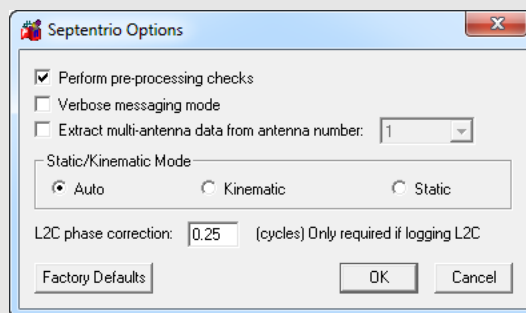 Septentrio Options
Perform pre-processing checks
Verbose messaging mode
Extract multi-antenna data from antenna number: 1
Static/Kinematic Mode
Auto Kinematic Static
L2C phase correction: 0.25 (cycles) Only required if logging L2C
Factory Defaults OK Cancel